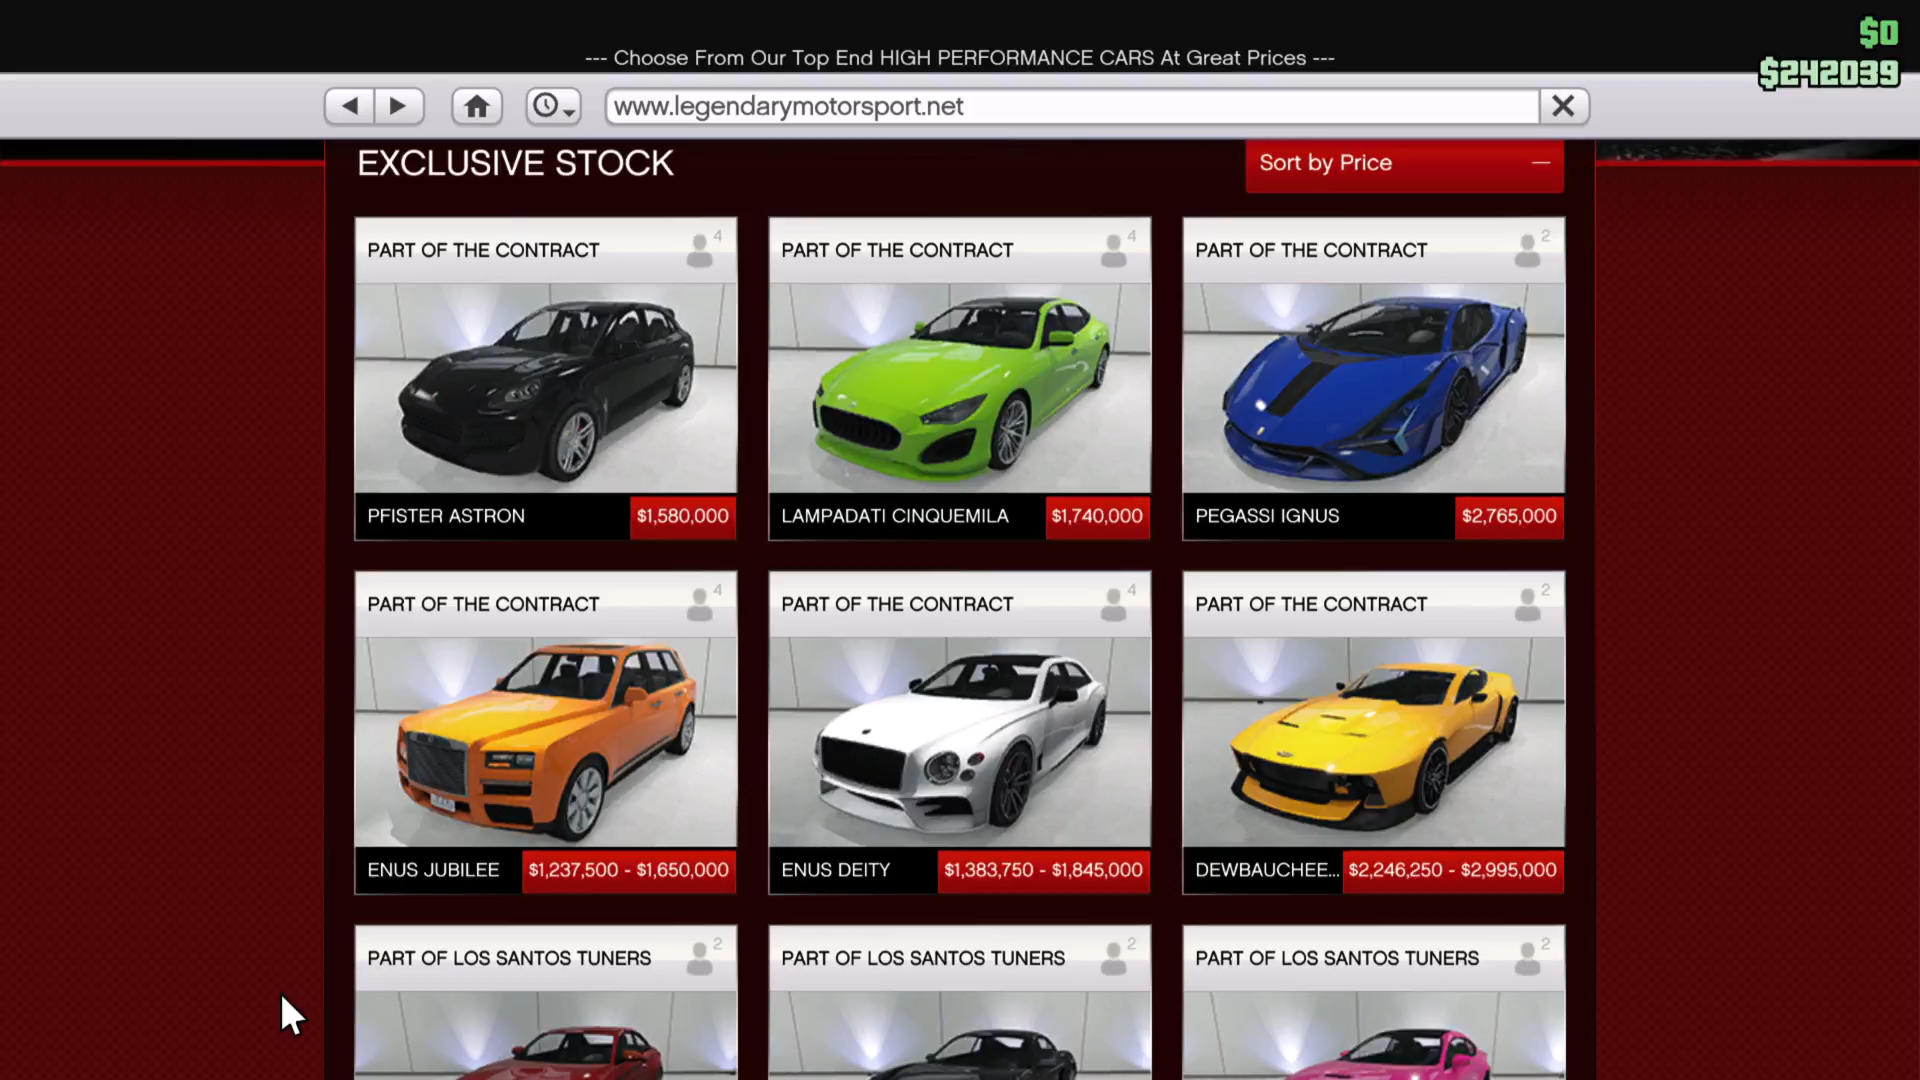 $0
--- Choose From Our Top End HIGH PERFORMANCE CARS At Great Prices ---
$242039
www.legendarymotorsport.net
EXCLUSIVE STOCK
Sort by Price
PART OF THE CONTRACT 4
PART OF THE CONTRACT 4
PART OF THE CONTRACT 2
PFISTER ASTRON $1,580,000
LAMPADATI CINQUEMILA $1,740,000
PEGASSI IGNUS $2,765,000
PART OF THE CONTRACT 4
PART OF THE CONTRACT 4
PART OF THE CONTRACT 2
ENUS JUBILEE $1,237,500 - $1,650,000
ENUS DEITY $1,383,750 - $1,845,000
DEWBAUCHEE... $2,246,250 - $2,995,000
PART OF LOS SANTOS TUNERS 2
PART OF LOS SANTOS TUNERS 2
PART OF LOS SANTOS TUNERS 2